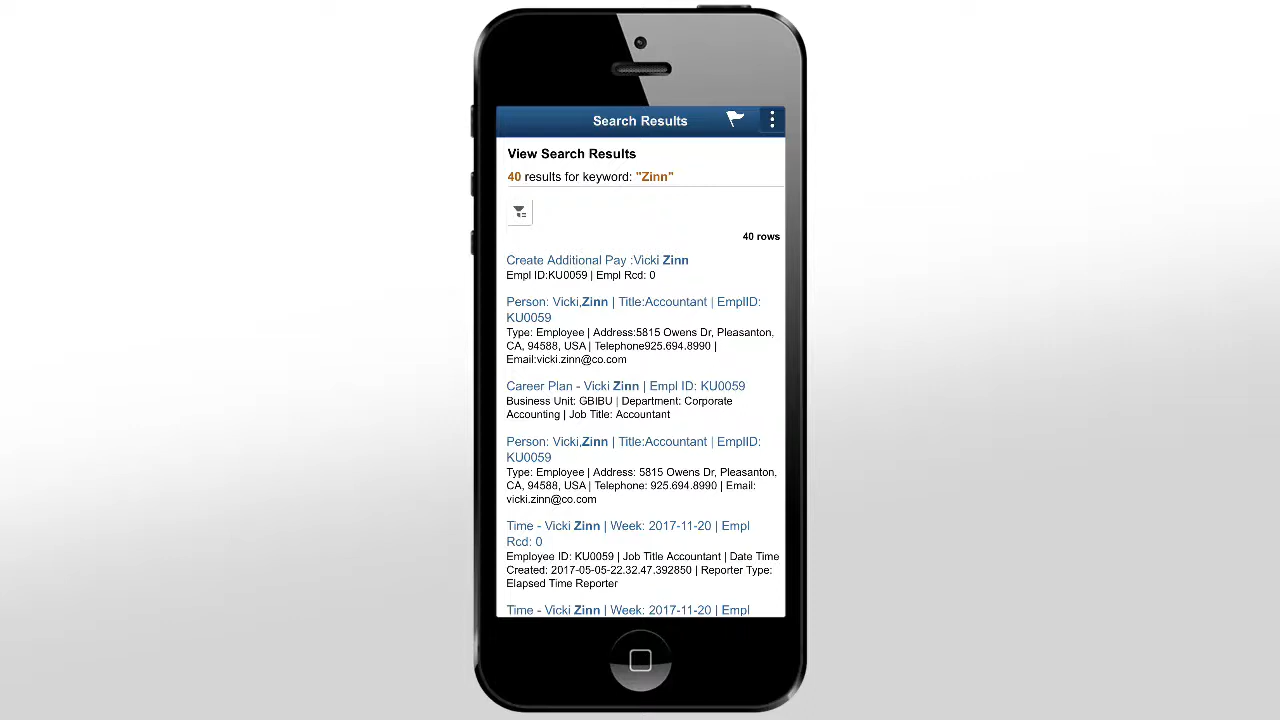 Search Results
View Search Results
40 results for keyword: "Zinn"
40 rows
Create Additional Pay :Vicki Zinn
Empl ID:KU0059 | Empl Rcd: 0
Person: Vicki,Zinn | Title:Accountant | EmplID:
KU0059
Type: Employee | Address:5815 Owens Dr, Pleasanton,
CA, 94588, USA | Telephone925.694.8990 |
Email:vicki.zinn@co.com
Career Plan - Vicki Zinn | Empl ID: KU0059
Business Unit: GBIBU | Department: Corporate
Accounting | Job Title: Accountant
Person: Vicki,Zinn | Title:Accountant | EmplID:
KU0059
Type: Employee | Address: 5815 Owens Dr, Pleasanton,
CA, 94588, USA | Telephone: 925.694.8990 | Email:
vicki.zinn@co.com
Time - Vicki Zinn | Week: 2017-11-20 | Empl
Rcd: 0
Employee ID: KU0059 | Job Title Accountant | Date Time
Created: 2017-05-05-22.32.47.392850 | Reporter Type:
Elapsed Time Reporter
Time - Vicki Zinn | Week: 2017-11-20 | Empl